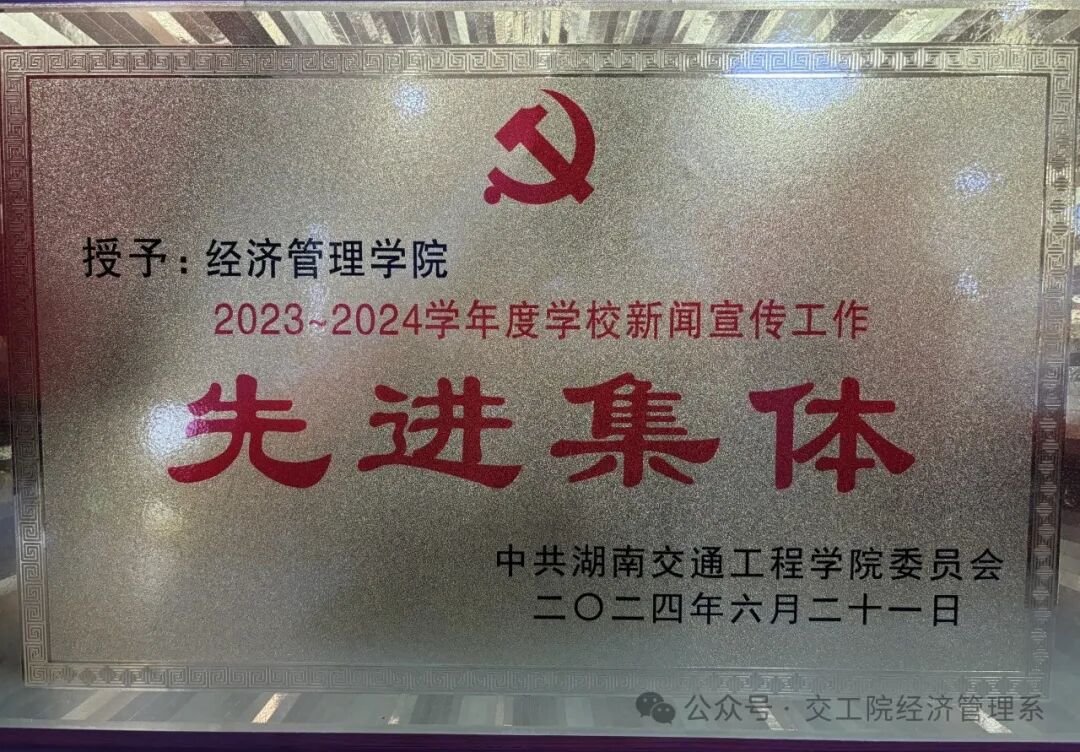 授予：经济管理学院
2023~2024学年度学校新闻宣传工作
先进集体
中共湖南交通工程学院委员会
二〇二四年六月二十一日
公众号·交工院经济管理系